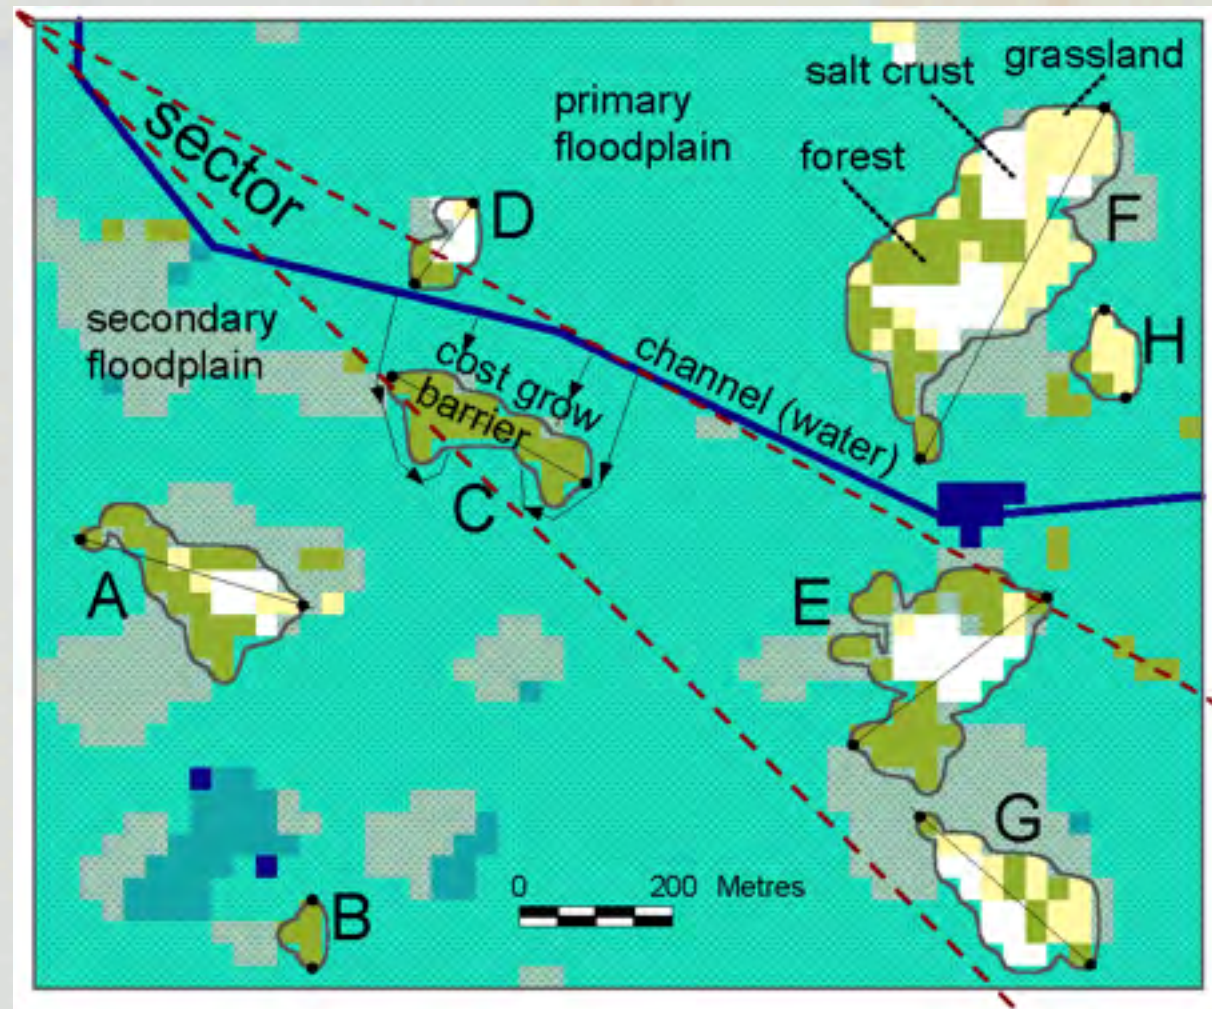 grassland
salt crust
primary
floodplain
forest
sector
D
F
secondary
floodplain
H
channel (water)
cost grow
barrier
C
A
E
G
B
0 200 Metres